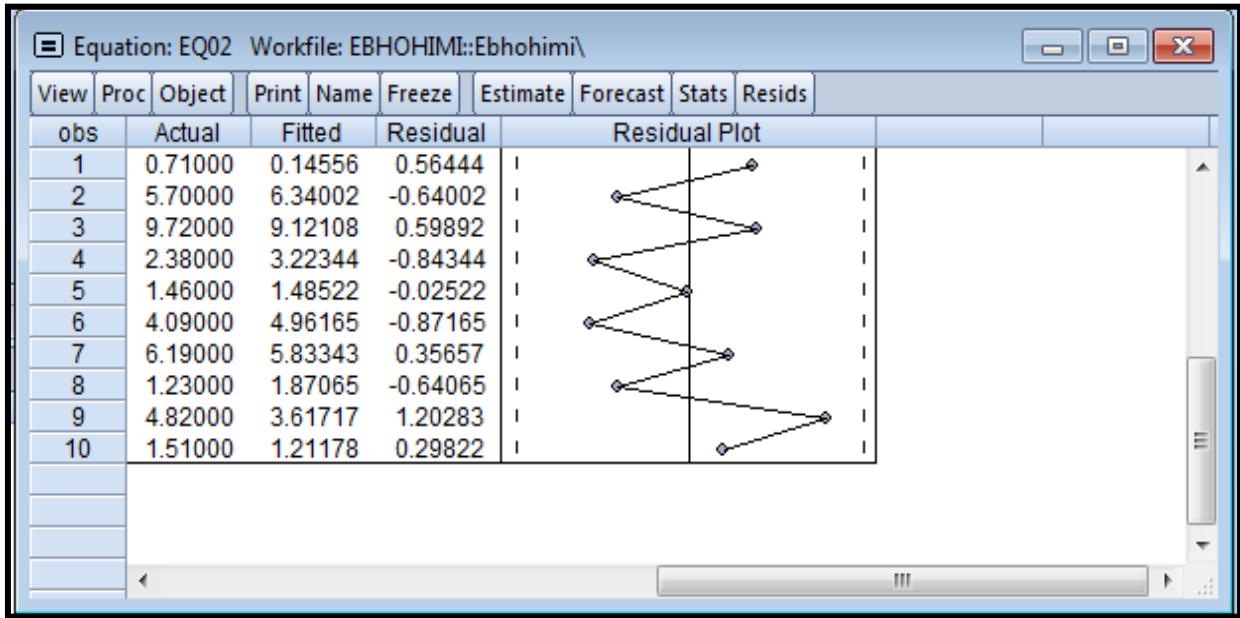 Equation: EQ02 Workfile: EBHOHIMI::Ebhohimi\
View Proc Object Print Name Freeze Estimate Forecast Stats Resids
obs Actual Fitted Residual Residual Plot
1 0.71000 0.14556 0.56444
2 5.70000 6.34002 -0.64002
3 9.72000 9.12108 0.59892
4 2.38000 3.22344 -0.84344
5 1.46000 1.48522 -0.02522
6 4.09000 4.96165 -0.87165
7 6.19000 5.83343 0.35657
8 1.23000 1.87065 -0.64065
9 4.82000 3.61717 1.20283
10 1.51000 1.21178 0.29822